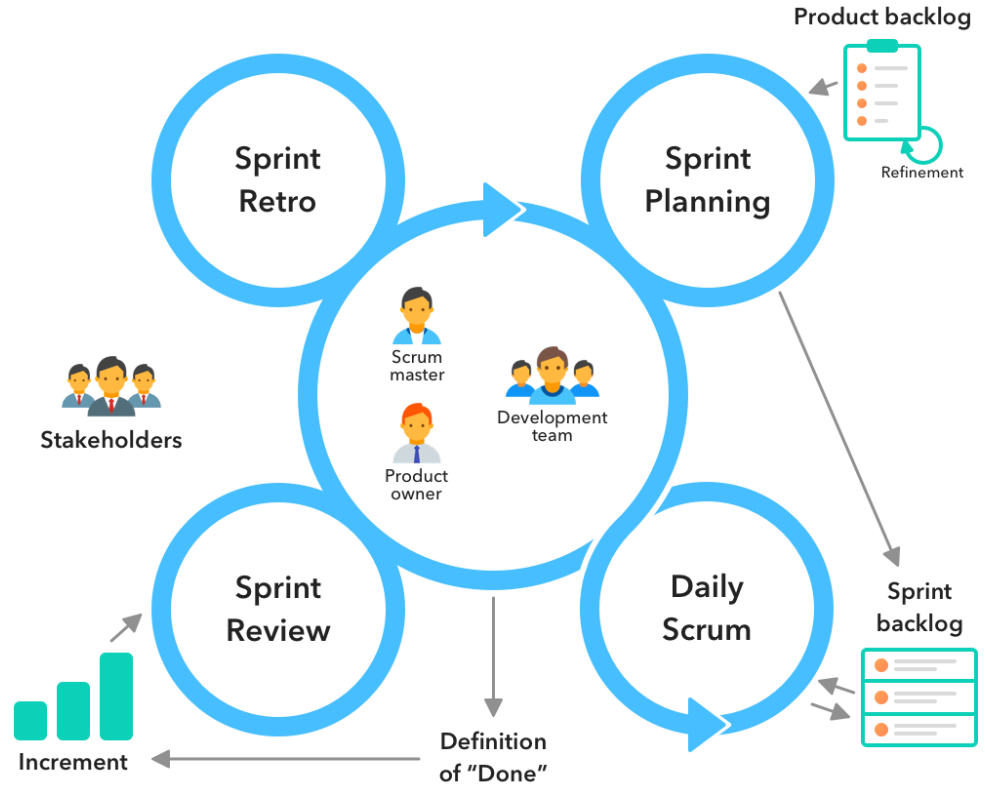 Product backlog
Sprint
Retro
Sprint
Planning
Refinement
Scrum
master
Development
team
Product
owner
Stakeholders
Sprint
Review
Daily
Scrum
Sprint
backlog
Increment
Definition
of “Done”